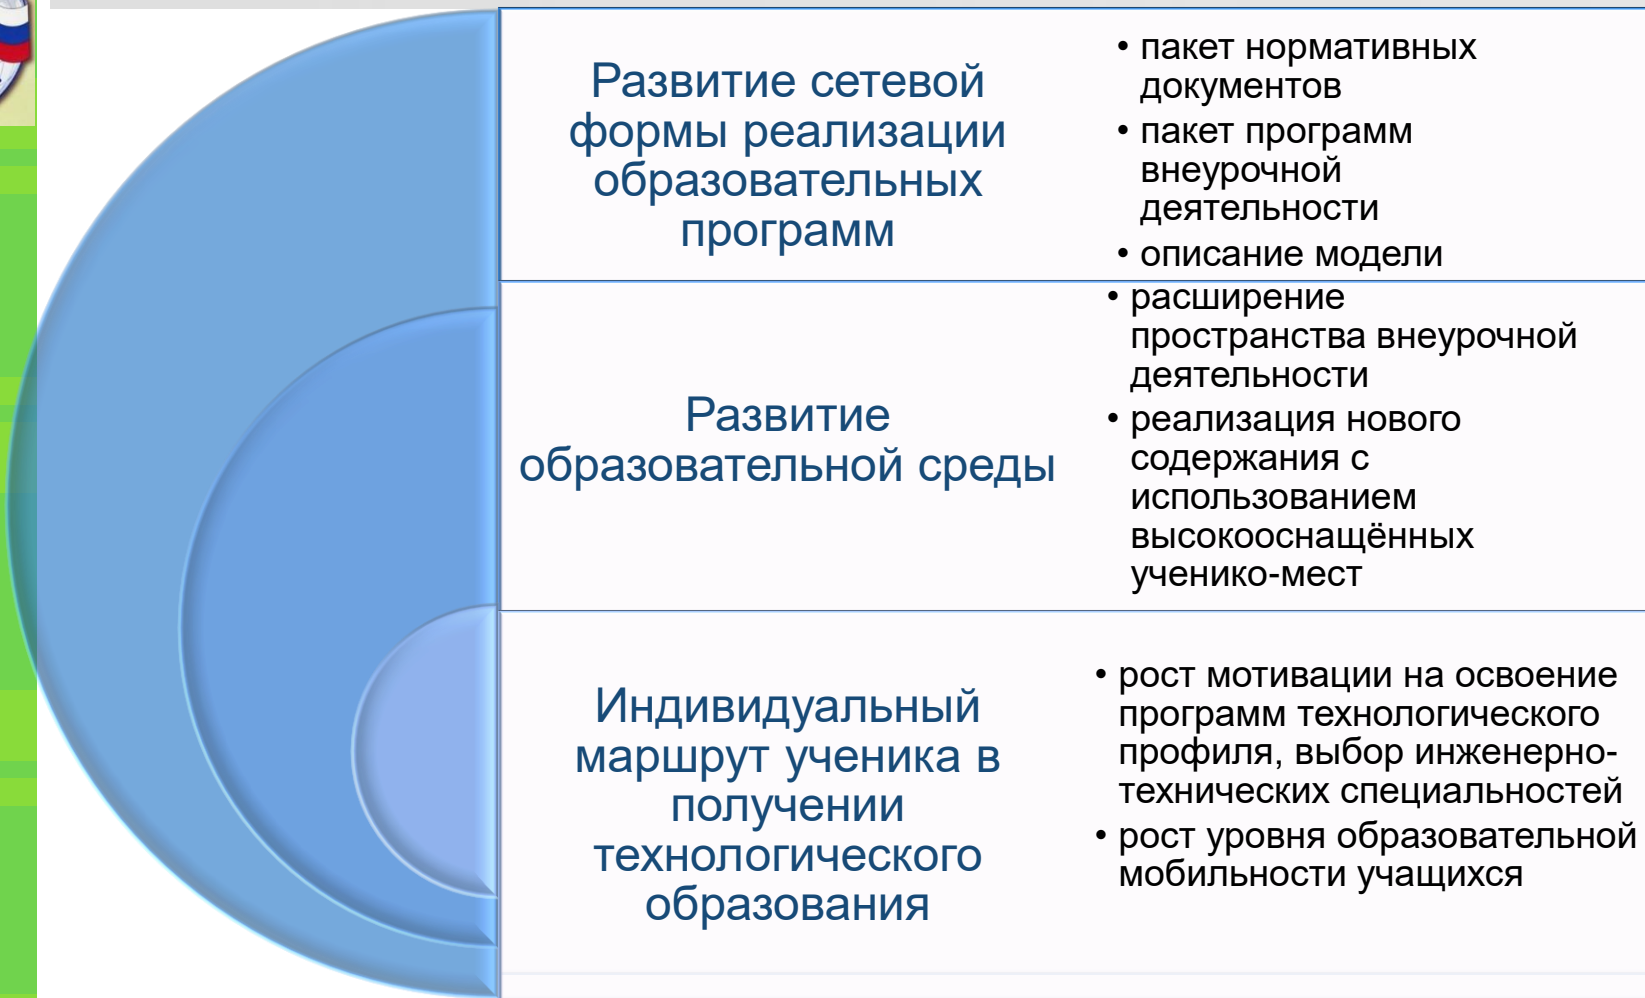 Развитие сетевой
формы реализации
образовательных
программ
• пакет нормативных
документов
• пакет программ
внеурочной
деятельности
• описание модели
Развитие
образовательной среды
• расширение
пространства внеурочной
деятельности
• реализация нового
содержания с
использованием
высокооснащённых
ученико-мест
Индивидуальный
маршрут ученика в
получении
технологического
образования
• рост мотивации на освоение
программ технологического
профиля, выбор инженерно-
технических специальностей
• рост уровня образовательной
мобильности учащихся